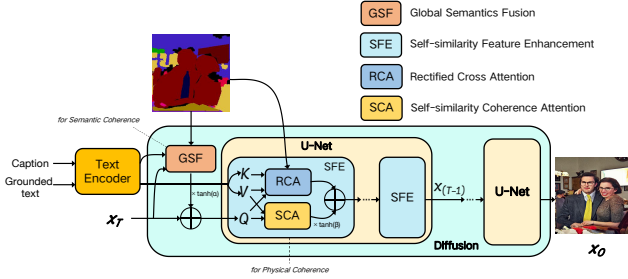 GSF Global Semantics Fusion
SFE Self-similarity Feature Enhancement
RCA Rectified Cross Attention
SCA Self-similarity Coherence Attention
for Semantic Coherence
U-Net
SFE
Caption
Grounded
text
Text
Encoder
GSF
K
V
Q
RCA
SCA
SFE
x(T-1)
U-Net
× tanh(α)
× tanh(β)
xT
Diffusion
x0
for Physical Coherence